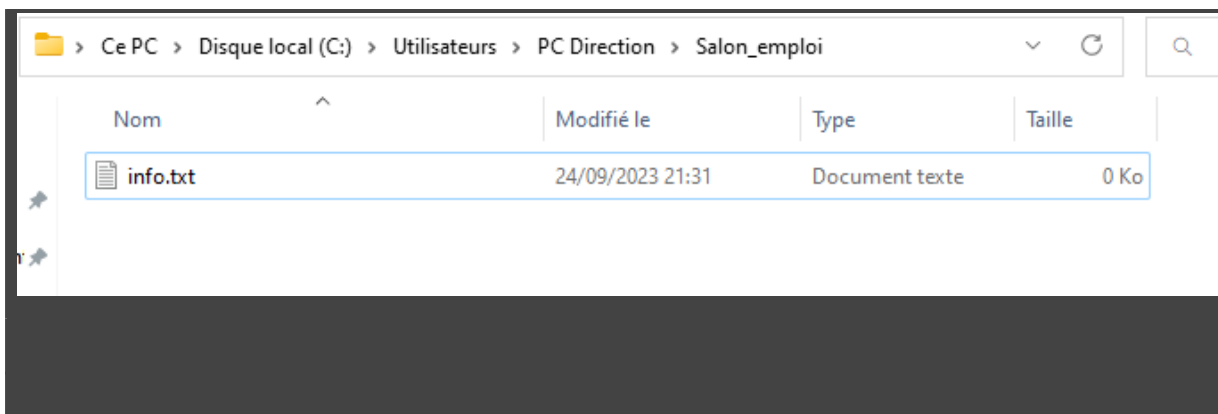 Ce PC > Disque local (C:) > Utilisateurs > PC Direction > Salon_emploi
Nom Modifié le Type Taille
info.txt 24/09/2023 21:31 Document texte 0 Ko